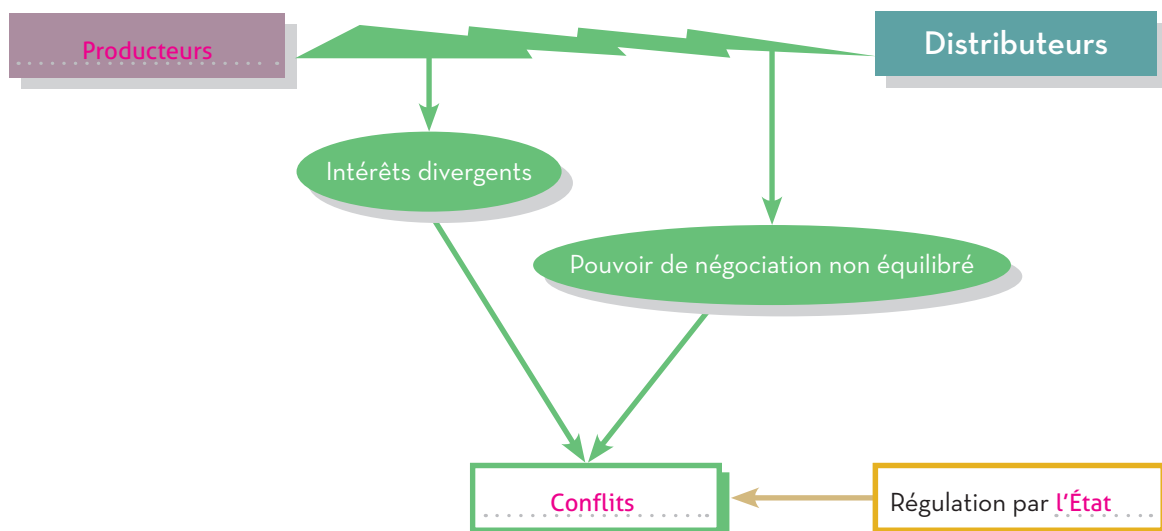 Producteurs
Distributeurs
Intérêts divergents
Pouvoir de négociation non équilibré
Conflits
Régulation par l'État